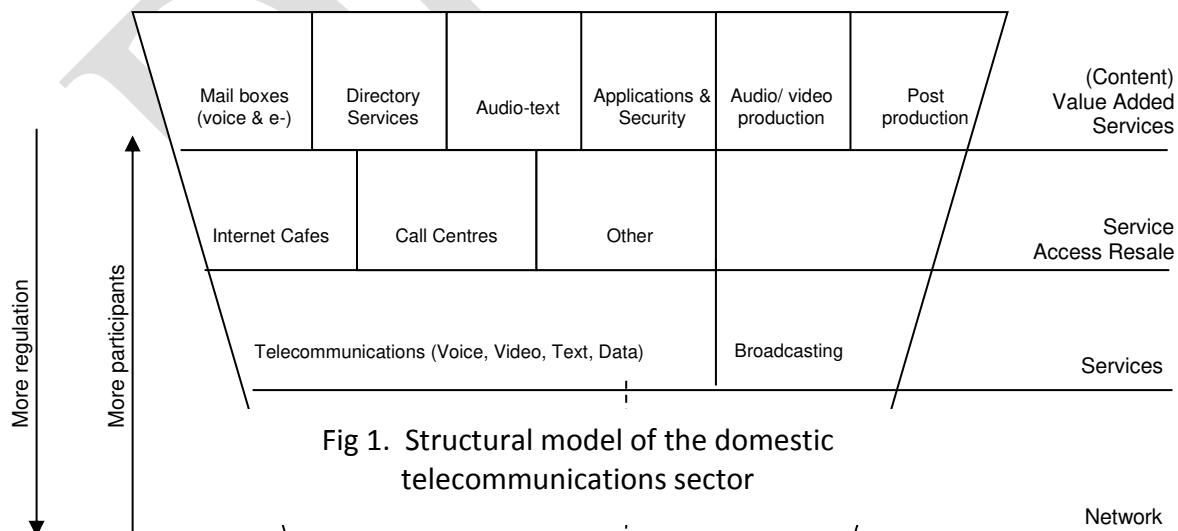 Mail boxes
(voice & e-)
Directory
Services
Audio-text
Applications &
Security
Audio/ video
production
Post
production
(Content)
Value Added
Services
Internet Cafes
Call Centres
Other
Service
Access Resale
More regulation
More participants
Telecommunications (Voice, Video, Text, Data)
Broadcasting
Services
Fig 1. Structural model of the domestic
telecommunications sector
Network